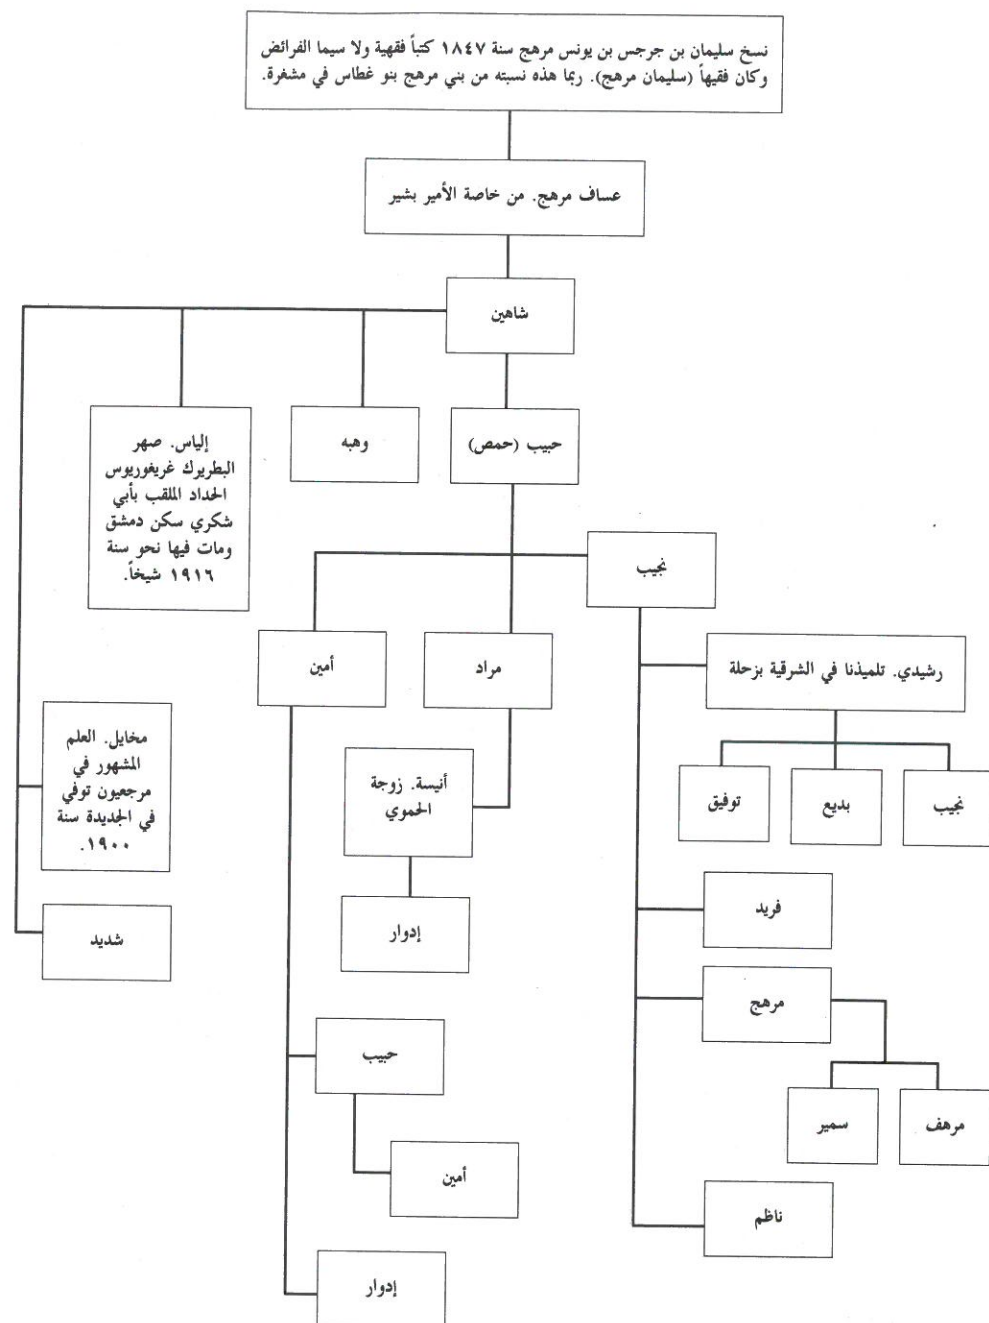 نسخ سليمان بن جرجس بن يونس مرهج سنة ١٨٤٧ كتباً فقهية ولا سيما الفرائض
وكان فقيهاً (سليمان مرهج). ربما هذه نسبته من بني مرهج بنو غطاس في مشغرة.
عساف مرهج. من خاصة الأمير بشير
شاهين
حبيب (حمص)
وهبه
إلياس. صهر
البطريرك غريغوريوس
الحداد الملقب بأبي
شكري سكن دمشق
ومات فيها نحو سنة
١٩١٦ شيخاً.
نجيب
مراد
أمين
رشيدي. تلميذنا في الشرقية بزحلة
مخايل. العلم
المشهور في
مرجعيون توفي
في الجديدة سنة
١٩٠٠.
أنيسة. زوجة
الحموي
نجيب
بديع
توفيق
فريد
إدوار
شديد
مرهج
حبيب
مرهف
سمير
أمين
ناظم
إدوار